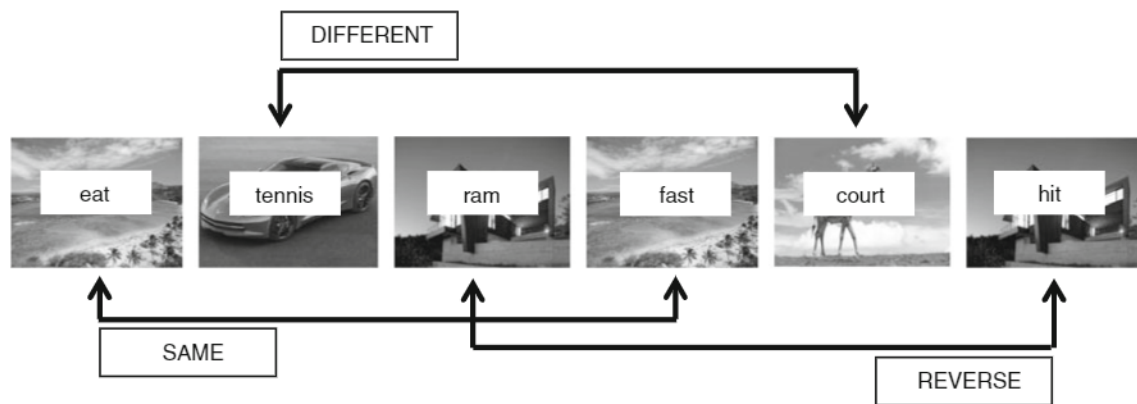 DIFFERENT
eat
tennis
ram
fast
court
hit
SAME
REVERSE